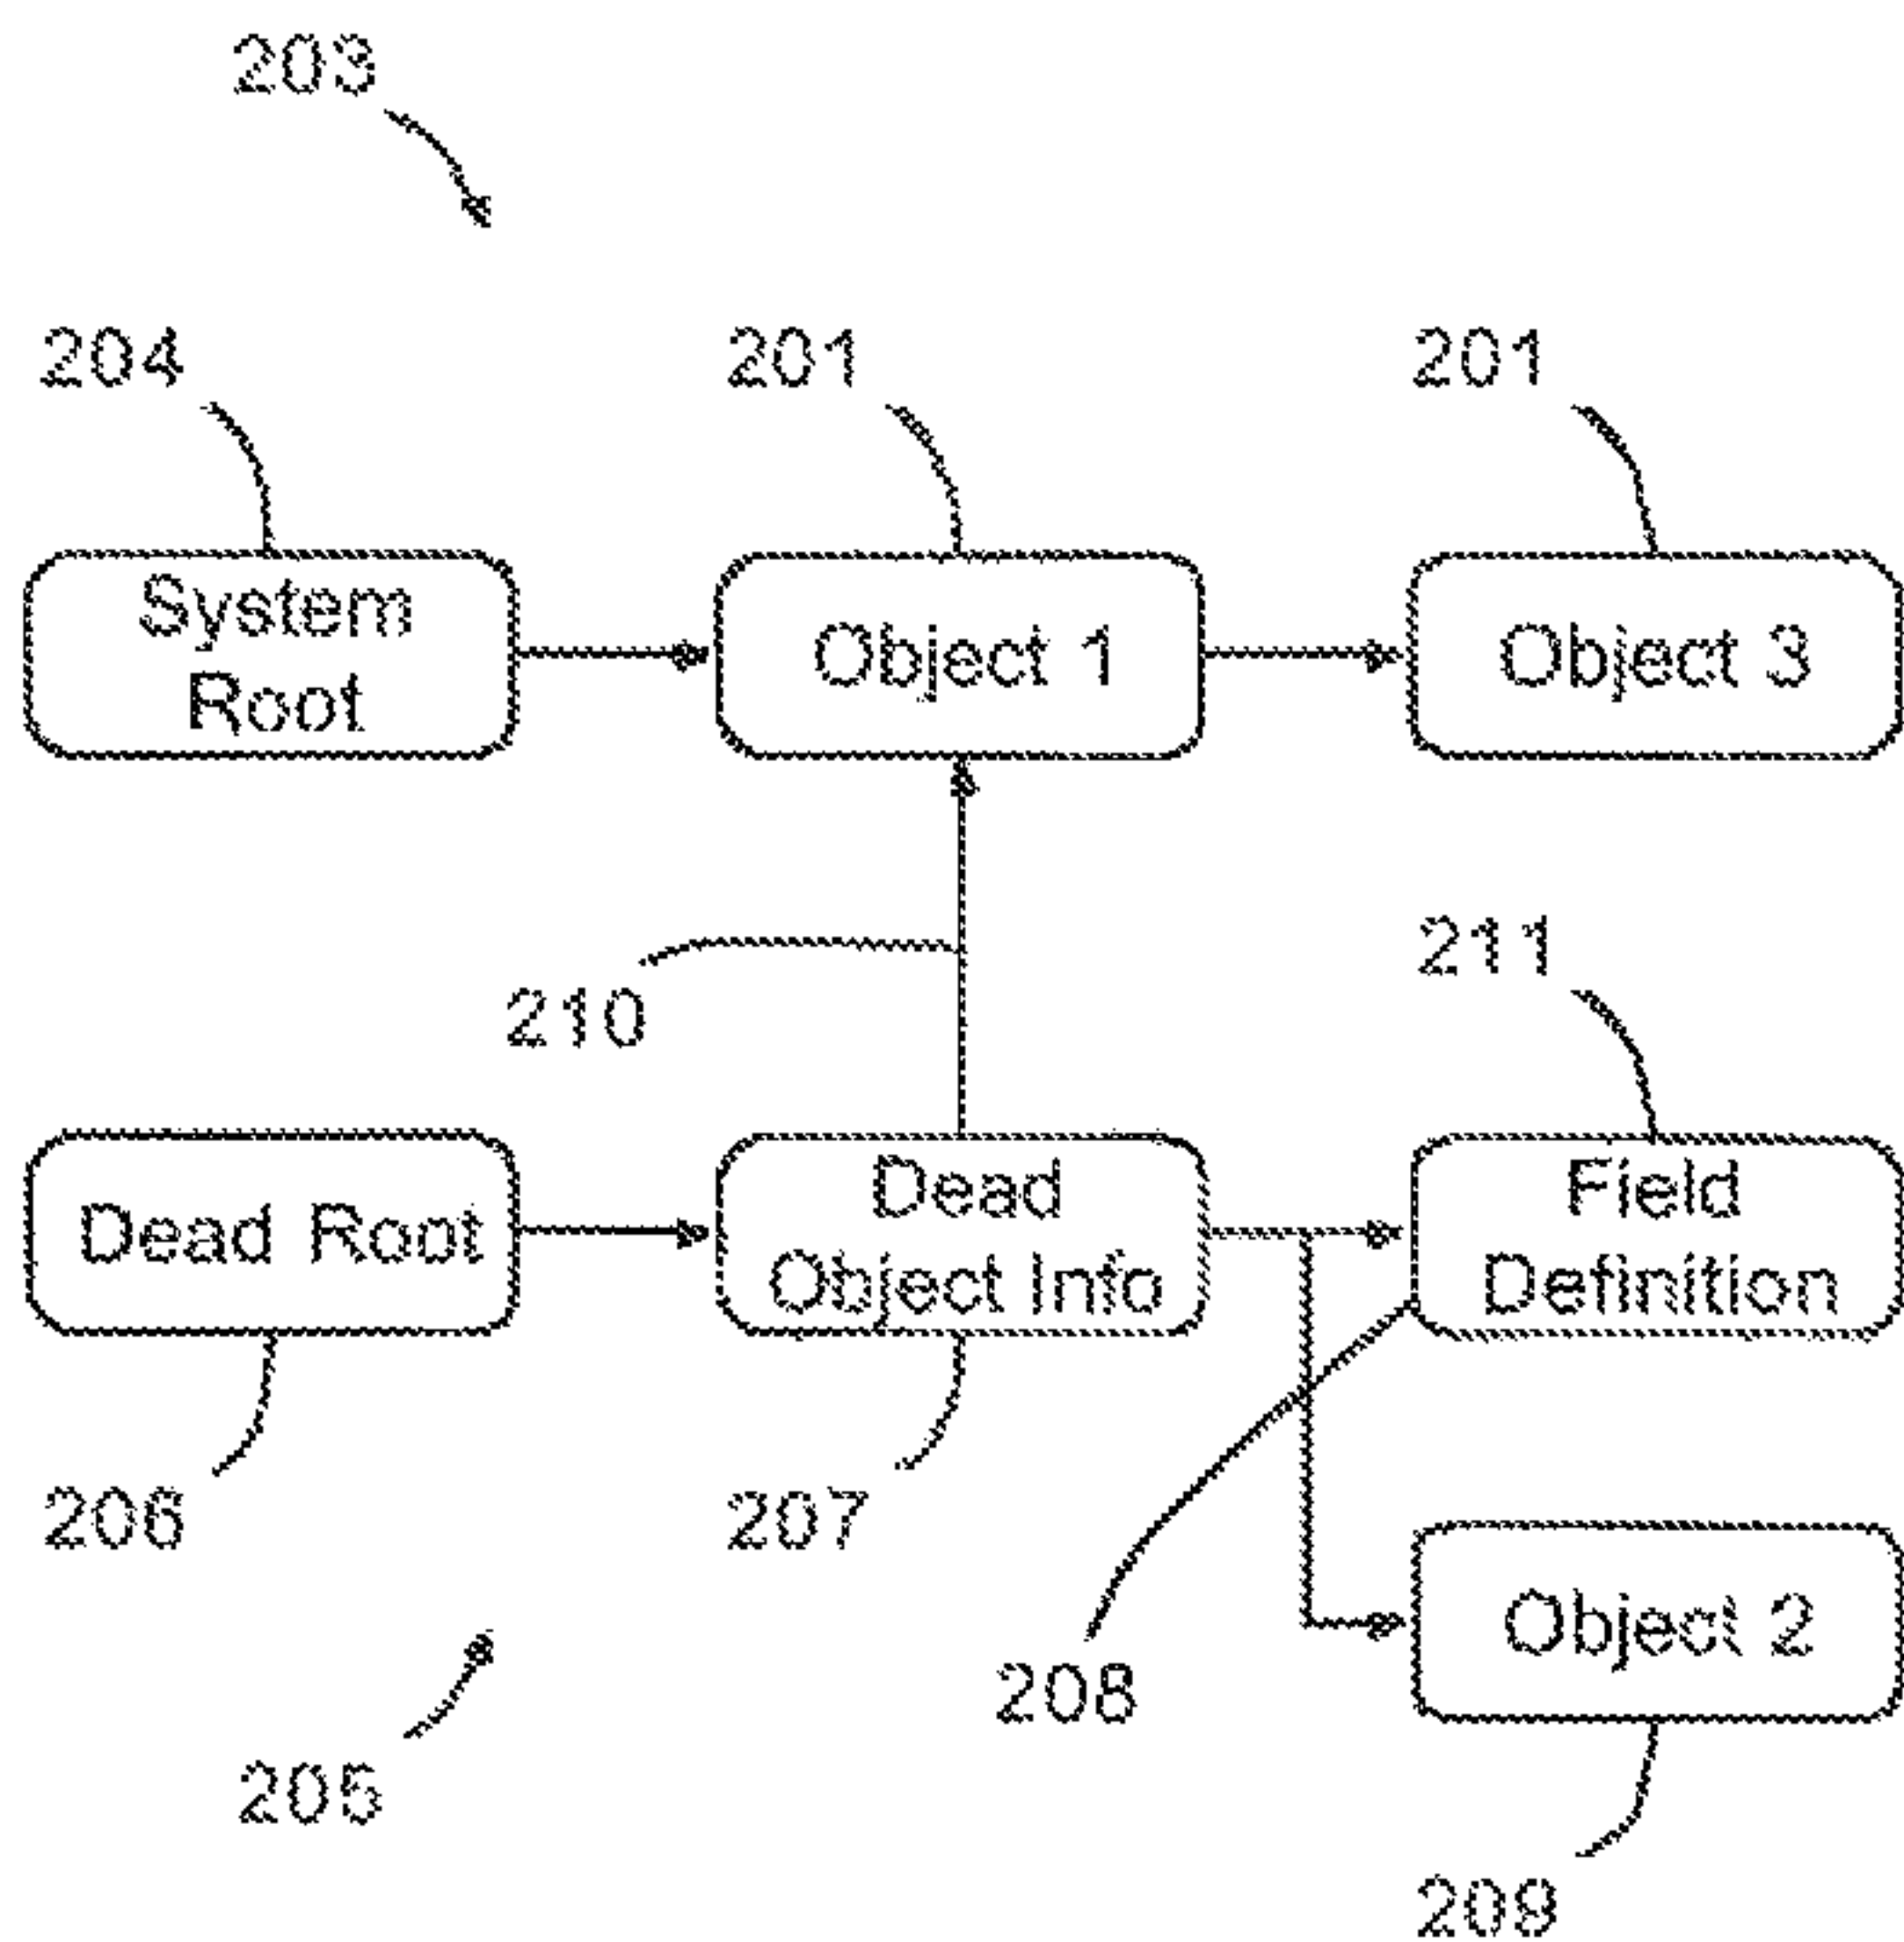 203
204
201
201
System
Root
Object 1
Object 3
210
211
Dead Root
Dead
Object Info
Field
Definition
206
207
208
Object 2
205
209